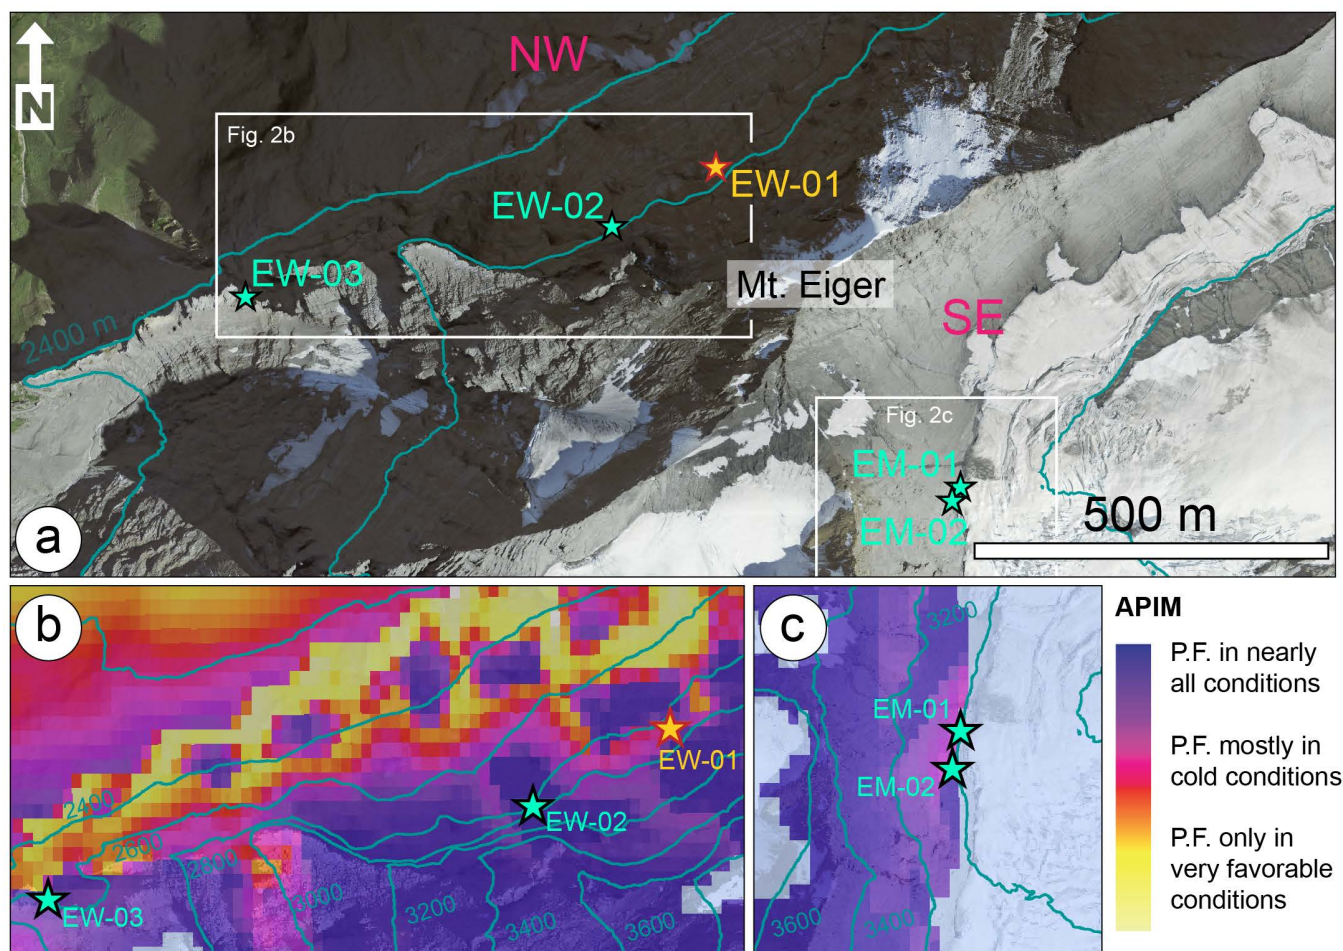 N
NW
Fig. 2b
EW-01
EW-02
EW-03
Mt. Eiger
2400 m
SE
Fig. 2c
EM-01
EM-02
500 m
a
b
EW-01
EW-02
EW-03
2400
2600
2800
3000
3200
3400
3600
c
3200
EM-01
EM-02
3600
3400
APIM
P.F. in nearly
all conditions
P.F. mostly in
cold conditions
P.F. only in
very favorable
conditions